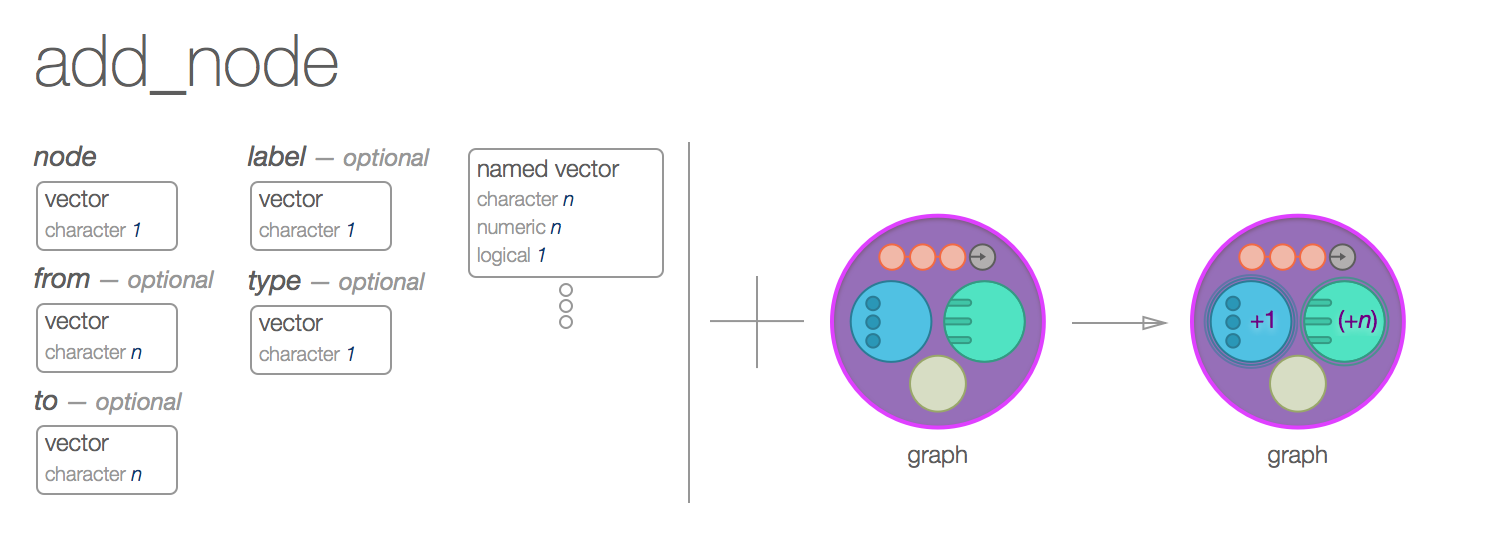 add_node
node
vector
character 1
from — optional
vector
character n
to — optional
vector
character n
label — optional
vector
character 1
type — optional
vector
character 1
named vector
character n
numeric n
logical 1
graph
+1
(+n)
graph